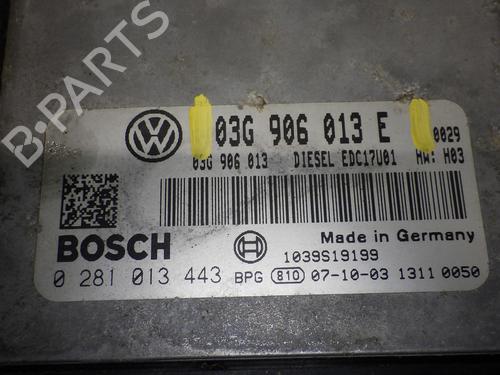 B-PARTS
03G 906 013 E
0029
03G 906 013 DIESEL EDC17U01 HW: H03
BOSCH
Made in Germany
1039S19199
0 281 013 443 BPG 810 07-10-03 1311 0050